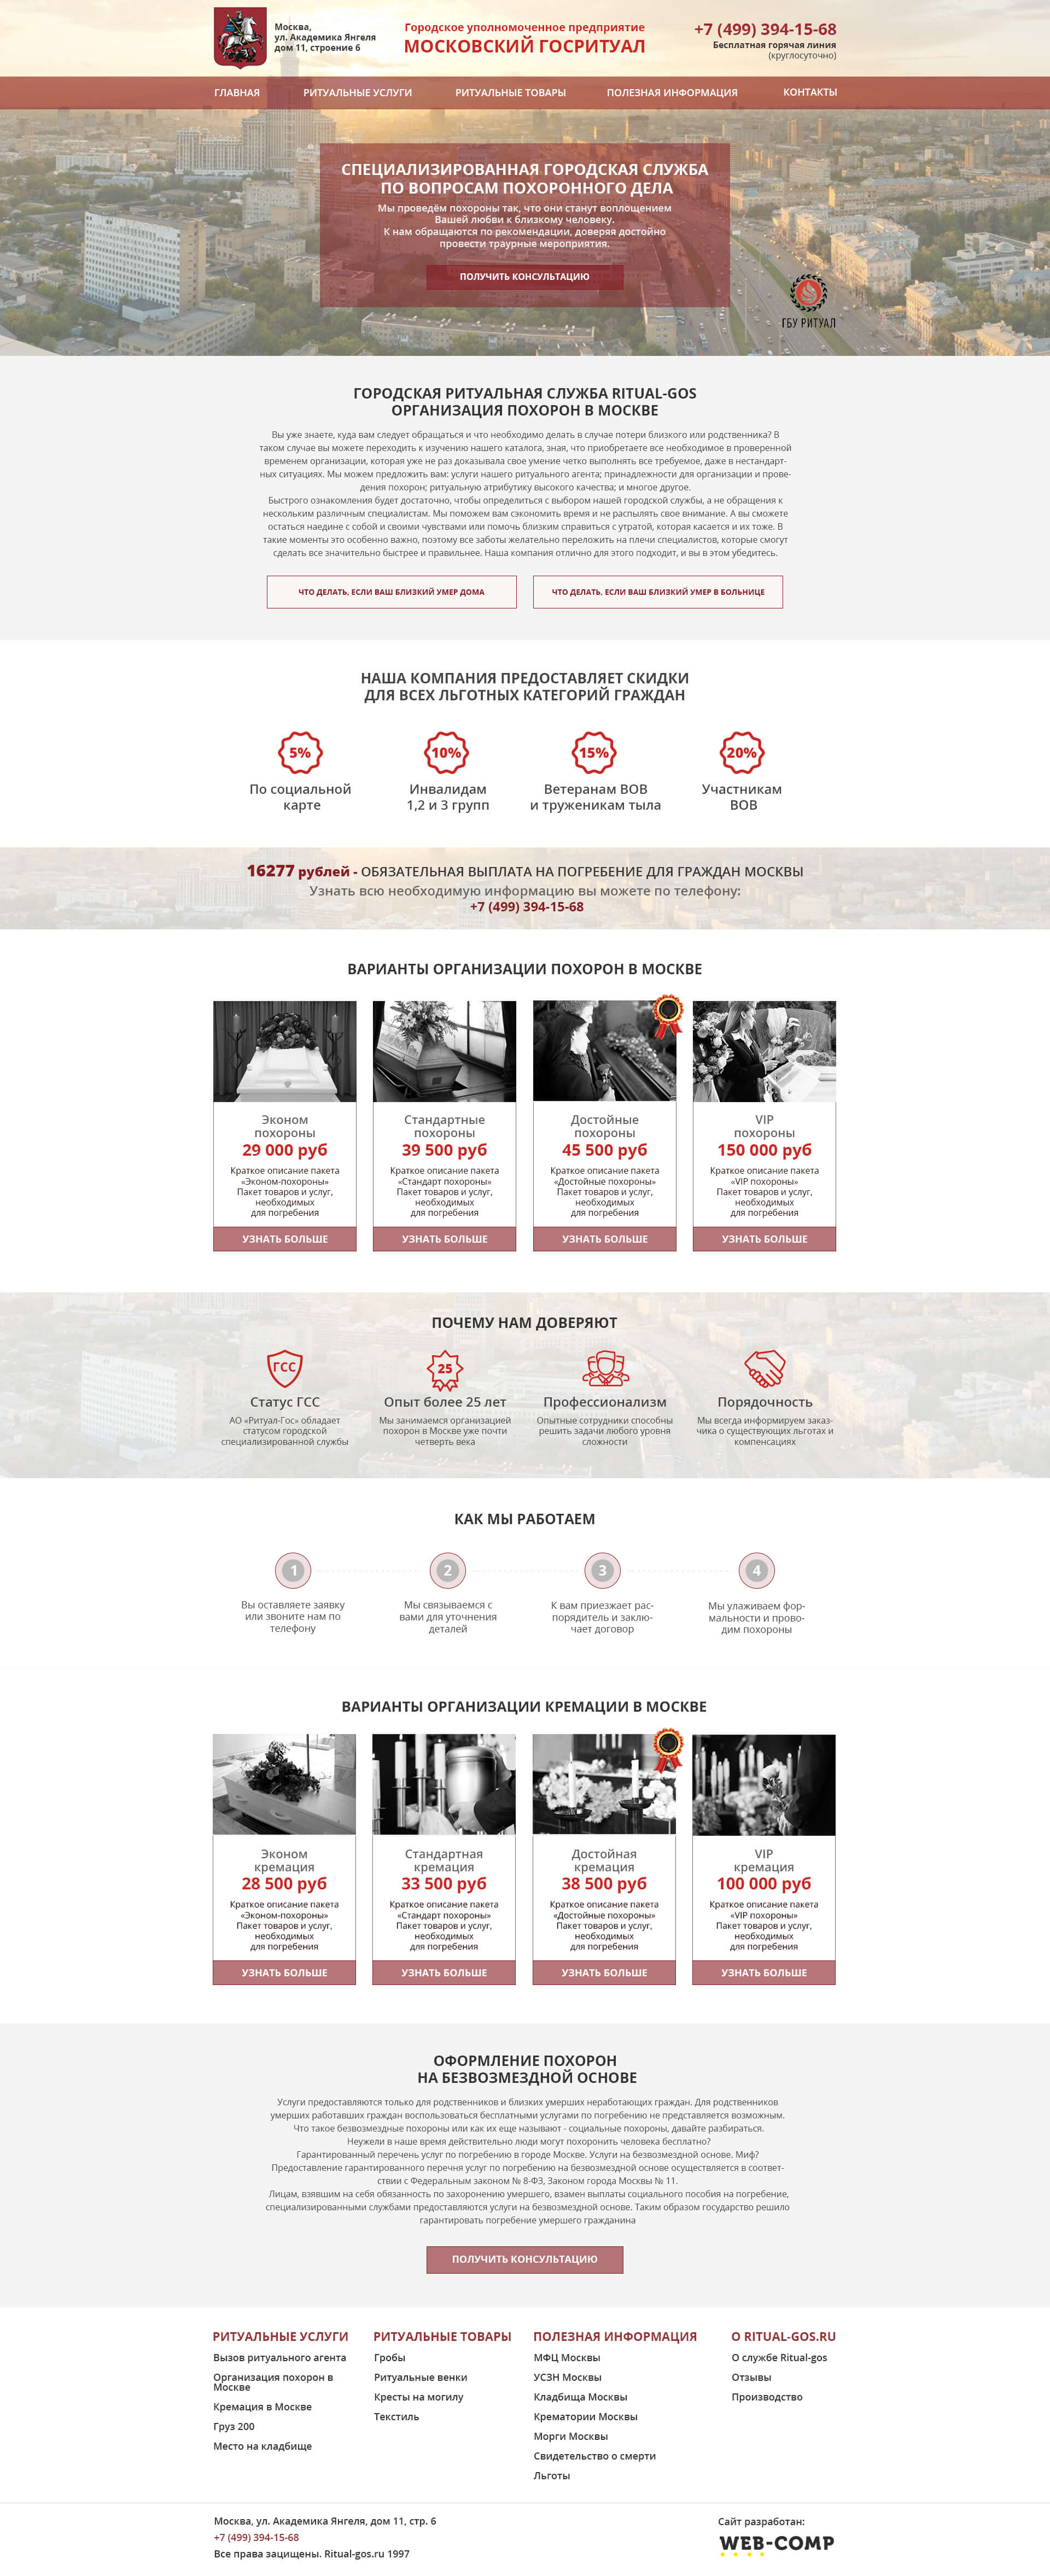 Москва,
ул. Академика Янгеля
дом 11, строение 6
Городское уполномоченное предприятие
МОСКОВСКИЙ ГОСРИТУАЛ
+7 (499) 394-15-68
Бесплатная горячая линия
(круглосуточно)
ГЛАВНАЯ
РИТУАЛЬНЫЕ УСЛУГИ
РИТУАЛЬНЫЕ ТОВАРЫ
ПОЛЕЗНАЯ ИНФОРМАЦИЯ
КОНТАКТЫ
СПЕЦИАЛИЗИРОВАННАЯ ГОРОДСКАЯ СЛУЖБА
ПО ВОПРОСАМ ПОХОРОННОГО ДЕЛА
Мы проведём похороны так, что они станут воплощением
Вашей любви к близкому человеку.
К нам обращаются по рекомендации, доверяя достойно
провести траурные мероприятия.
ПОЛУЧИТЬ КОНСУЛЬТАЦИЮ
ГБУ РИТУАЛ
ГОРОДСКАЯ РИТУАЛЬНАЯ СЛУЖБА RITUAL-GOS
ОРГАНИЗАЦИЯ ПОХОРОН В МОСКВЕ
Вы уже знаете, куда вам следует обращаться и что необходимо делать в случае потери близкого или родственника? В
таком случае вы можете переходить к изучению нашего каталога, зная, что приобретаете все необходимое в проверенной
временем организации, которая уже не раз доказывала свое умение четко выполнять все требуемое, даже в нестандарт-
ных ситуациях. Мы можем предложить вам: услуги нашего ритуального агента; принадлежности для организации и прове-
дения похорон; ритуальную атрибутику высокого качества; и многое другое.
Быстрого ознакомления будет достаточно, чтобы определиться с выбором нашей городской службы, а не обращения к
нескольким различным специалистам. Мы поможем вам сэкономить время и не распылять свое внимание. А вы сможете
остаться наедине с собой и своими чувствами или помочь близким справиться с утратой, которая касается и их тоже. В
такие моменты это особенно важно, поэтому все заботы желательно переложить на плечи специалистов, которые смогут
сделать все значительно быстрее и правильнее. Наша компания отлично для этого подходит, и вы в этом убедитесь.
ЧТО ДЕЛАТЬ, ЕСЛИ ВАШ БЛИЗКИЙ УМЕР ДОМА
ЧТО ДЕЛАТЬ, ЕСЛИ ВАШ БЛИЗКИЙ УМЕР В БОЛЬНИЦЕ
НАША КОМПАНИЯ ПРЕДОСТАВЛЯЕТ СКИДКИ
ДЛЯ ВСЕХ ЛЬГОТНЫХ КАТЕГОРИЙ ГРАЖДАН
5%
По социальной
карте
10%
Инвалидам
1,2 и 3 групп
15%
Ветеранам ВОВ
и труженикам тыла
20%
Участникам
ВОВ
16277 рублей - ОБЯЗАТЕЛЬНАЯ ВЫПЛАТА НА ПОГРЕБЕНИЕ ДЛЯ ГРАЖДАН МОСКВЫ
Узнать всю необходимую информацию вы можете по телефону:
+7 (499) 394-15-68
ВАРИАНТЫ ОРГАНИЗАЦИИ ПОХОРОН В МОСКВЕ
Эконом
похороны
29 000 руб
Краткое описание пакета
«Эконом-похороны»
Пакет товаров и услуг,
необходимых
для погребения
УЗНАТЬ БОЛЬШЕ
Стандартные
похороны
39 500 руб
Краткое описание пакета
«Стандарт похороны»
Пакет товаров и услуг,
необходимых
для погребения
УЗНАТЬ БОЛЬШЕ
Достойные
похороны
45 500 руб
Краткое описание пакета
«Достойные похороны»
Пакет товаров и услуг,
необходимых
для погребения
УЗНАТЬ БОЛЬШЕ
VIP
похороны
150 000 руб
Краткое описание пакета
«VIP похороны»
Пакет товаров и услуг,
необходимых
для погребения
УЗНАТЬ БОЛЬШЕ
ПОЧЕМУ НАМ ДОВЕРЯЮТ
ГСС
Статус ГСС
АО «Ритуал-Гос» обладает
статусом городской
специализированной службы
25
Опыт более 25 лет
Мы занимаемся организацией
похорон в Москве уже почти
четверть века
Профессионализм
Опытные сотрудники способны
решить задачи любого уровня
сложности
Порядочность
Мы всегда информируем заказ-
чика о существующих льготах и
компенсациях
КАК МЫ РАБОТАЕМ
1
Вы оставляете заявку
или звоните нам по
телефону
2
Мы связываемся с
вами для уточнения
деталей
3
К вам приезжает рас-
порядитель и заклю-
чает договор
4
Мы улаживаем фор-
мальности и прово-
дим похороны
ВАРИАНТЫ ОРГАНИЗАЦИИ КРЕМАЦИИ В МОСКВЕ
Эконом
кремация
28 500 руб
Краткое описание пакета
«Эконом-похороны»
Пакет товаров и услуг,
необходимых
для погребения
УЗНАТЬ БОЛЬШЕ
Стандартная
кремация
33 500 руб
Краткое описание пакета
«Стандарт похороны»
Пакет товаров и услуг,
необходимых
для погребения
УЗНАТЬ БОЛЬШЕ
Достойная
кремация
38 500 руб
Краткое описание пакета
«Достойные похороны»
Пакет товаров и услуг,
необходимых
для погребения
УЗНАТЬ БОЛЬШЕ
VIP
кремация
100 000 руб
Краткое описание пакета
«VIP похороны»
Пакет товаров и услуг,
необходимых
для погребения
УЗНАТЬ БОЛЬШЕ
ОФОРМЛЕНИЕ ПОХОРОН
НА БЕЗВОЗМЕЗДНОЙ ОСНОВЕ
Услуги предоставляются только для родственников и близких умерших неработающих граждан. Для родственников
умерших работавших граждан воспользоваться бесплатными услугами по погребению не представляется возможным.
Что такое безвозмездные похороны или как их еще называют - социальные похороны, давайте разбираться.
Неужели в наше время действительно люди могут похоронить человека бесплатно?
Гарантированный перечень услуг по погребению в городе Москве. Услуги на безвозмездной основе. Миф?
Предоставление гарантированного перечня услуг по погребению на безвозмездной основе осуществляется в соответ-
ствии с Федеральным законом № 8-ФЗ, Законом города Москвы № 11.
Лицам, взявшим на себя обязанность по захоронению умершего, взамен выплаты социального пособия на погребение,
специализированными службами предоставляются услуги на безвозмездной основе. Таким образом государство решило
гарантировать погребение умершего гражданина
ПОЛУЧИТЬ КОНСУЛЬТАЦИЮ
РИТУАЛЬНЫЕ УСЛУГИ
Вызов ритуального агента
Организация похорон в
Москве
Кремация в Москве
Груз 200
Место на кладбище
РИТУАЛЬНЫЕ ТОВАРЫ
Гробы
Ритуальные венки
Кресты на могилу
Текстиль
ПОЛЕЗНАЯ ИНФОРМАЦИЯ
МФЦ Москвы
УСЗН Москвы
Кладбища Москвы
Крематории Москвы
Морги Москвы
Свидетельство о смерти
Льготы
О RITUAL-GOS.RU
О службе Ritual-gos
Отзывы
Производство
Москва, ул. Академика Янгеля, дом 11, стр. 6
+7 (499) 394-15-68
Все права защищены. Ritual-gos.ru 1997
Сайт разработан:
WEB-COMP